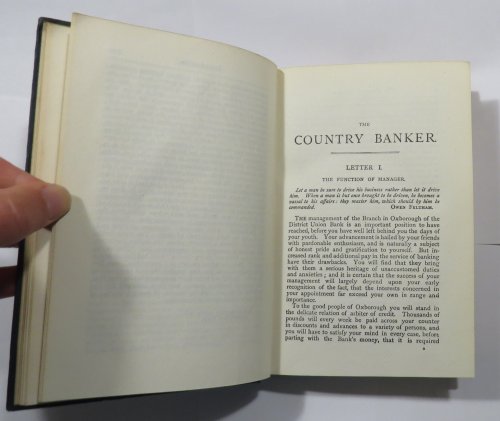 THE
COUNTRY BANKER.
LETTER I.
THE FUNCTION OF MANAGER.
Let a man be sure to drive his business rather than let it drive
him. When a man is but once brought to be driven, he becomes a
vassal to his affairs: they master him, which should by him be
commanded. OWEN FELTHAM.
THE management of the Branch in Oxborough of the
District Union Bank is an important position to have
reached, before you have well left behind you the days of
your youth. Your advancement is hailed by your friends
with pardonable enthusiasm, and is naturally a subject
of honest pride and gratification to yourself. But in-
creased rank and additional pay in the service of banking
have their drawbacks. You will find that they bring
with them a serious heritage of unaccustomed duties
and anxieties; and it is certain that the success of your
management will largely depend upon your early
recognition of the fact, that the interests concerned in
your appointment far exceed your own in range and
importance.
To the good people of Oxborough you will stand in
the delicate relation of arbiter of credit. Thousands of
pounds will every week be paid across your counter
in discounts and advances to a variety of persons, and
you will have to satisfy your mind in every case, before
parting with the Bank's money, that it is required